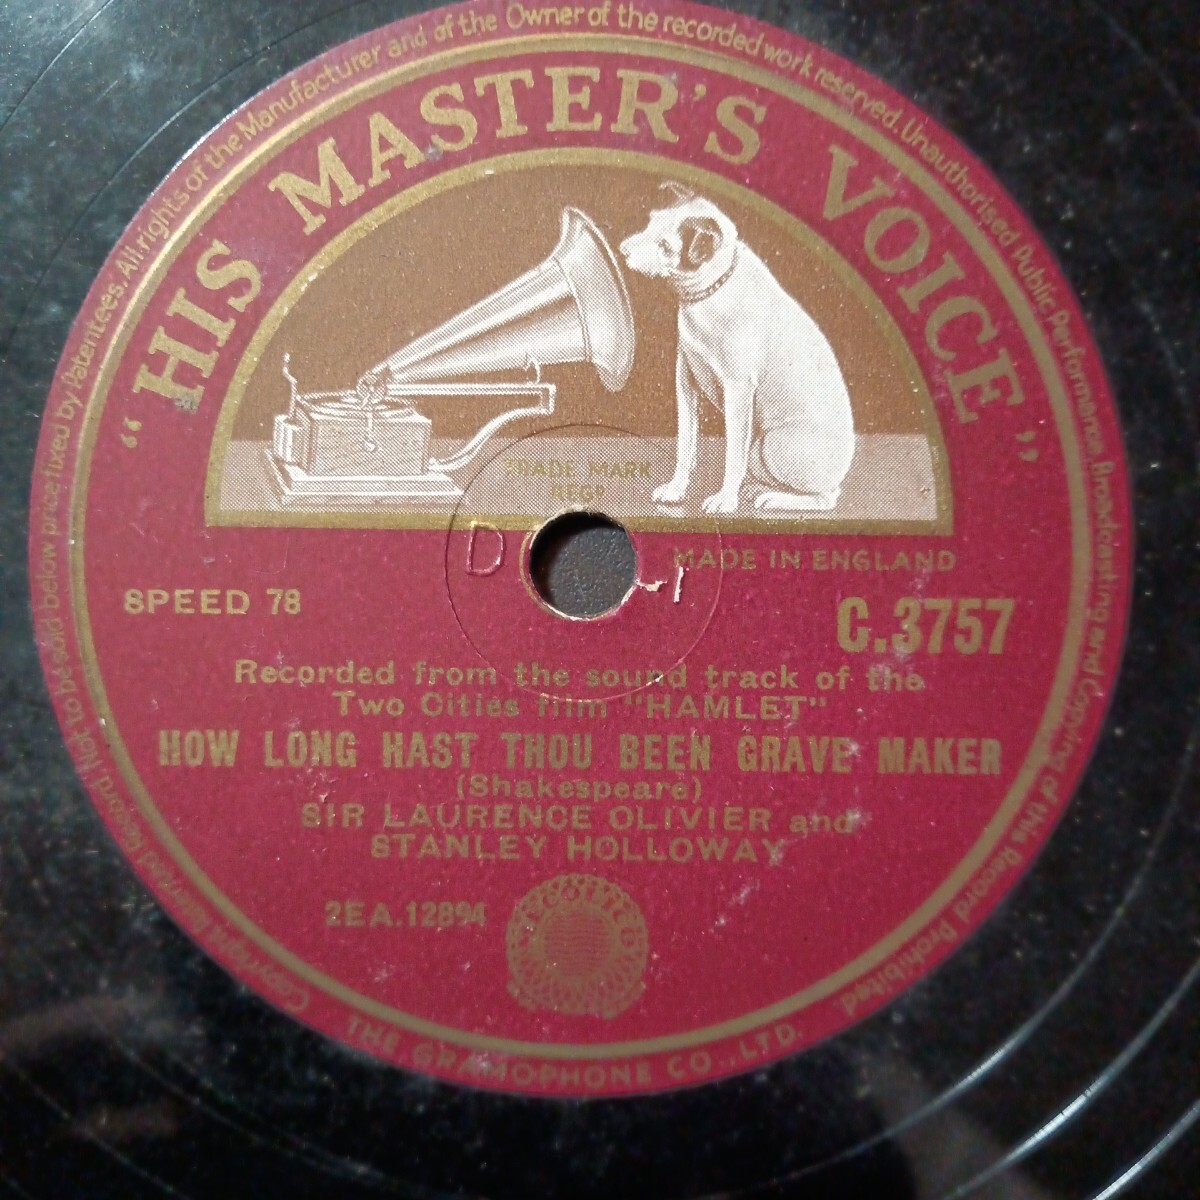 Copyright Patented Record Not to be sold below price fixed by Patentees. All rights of the Manufacturer and of the Owner of the recorded work reserved. Unauthorised Public Performance Broadcasting and Copying of this Record Prohibited
"HIS MASTER'S VOICE"
TRADE MARK
REGD
D
MADE IN ENGLAND
SPEED 78
C.3757
Recorded from the sound track of the
Two Cities film "HAMLET"
HOW LONG HAST THOU BEEN GRAVE MAKER
(Shakespeare)
SIR LAURENCE OLIVIER and
STANLEY HOLLOWAY
2EA.12894
THE GRAMOPHONE CO., LTD.